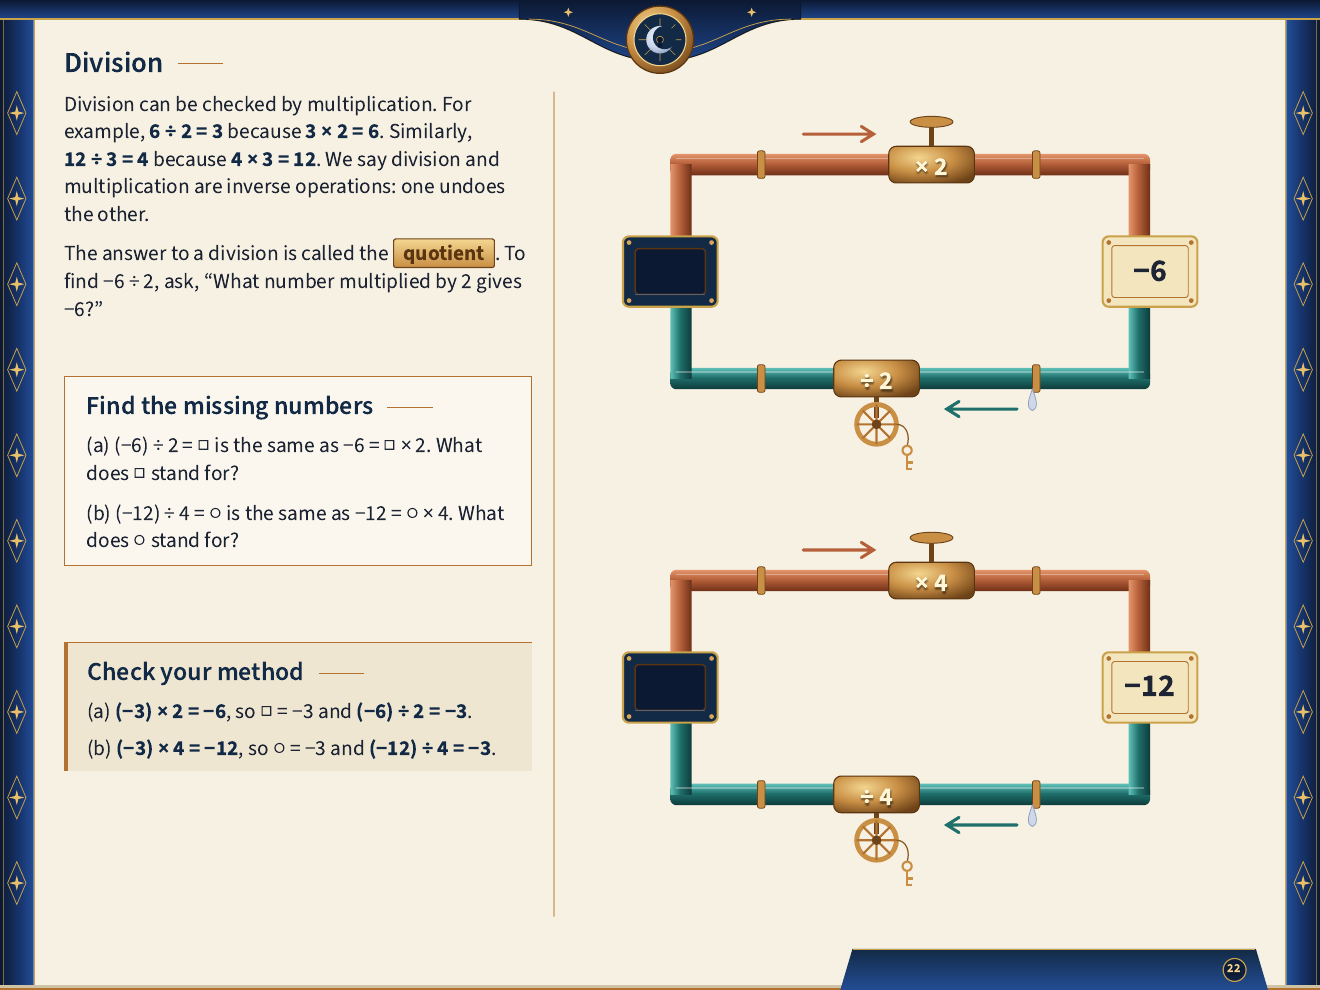 Division
Division can be checked by multiplication. For
example, 6 ÷ 2 = 3 because 3 × 2 = 6. Similarly,
12 ÷ 3 = 4 because 4 × 3 = 12. We say division and
multiplication are inverse operations: one undoes
the other.
The answer to a division is called the quotient. To
find −6 ÷ 2, ask, “What number multiplied by 2 gives
−6?”
Find the missing numbers
(a) (−6) ÷ 2 = □ is the same as −6 = □ × 2. What
does □ stand for?
(b) (−12) ÷ 4 = ○ is the same as −12 = ○ × 4. What
does ○ stand for?
Check your method
(a) (−3) × 2 = −6, so □ = −3 and (−6) ÷ 2 = −3.
(b) (−3) × 4 = −12, so ○ = −3 and (−12) ÷ 4 = −3.
× 2
−6
÷ 2
× 4
−12
÷ 4
22